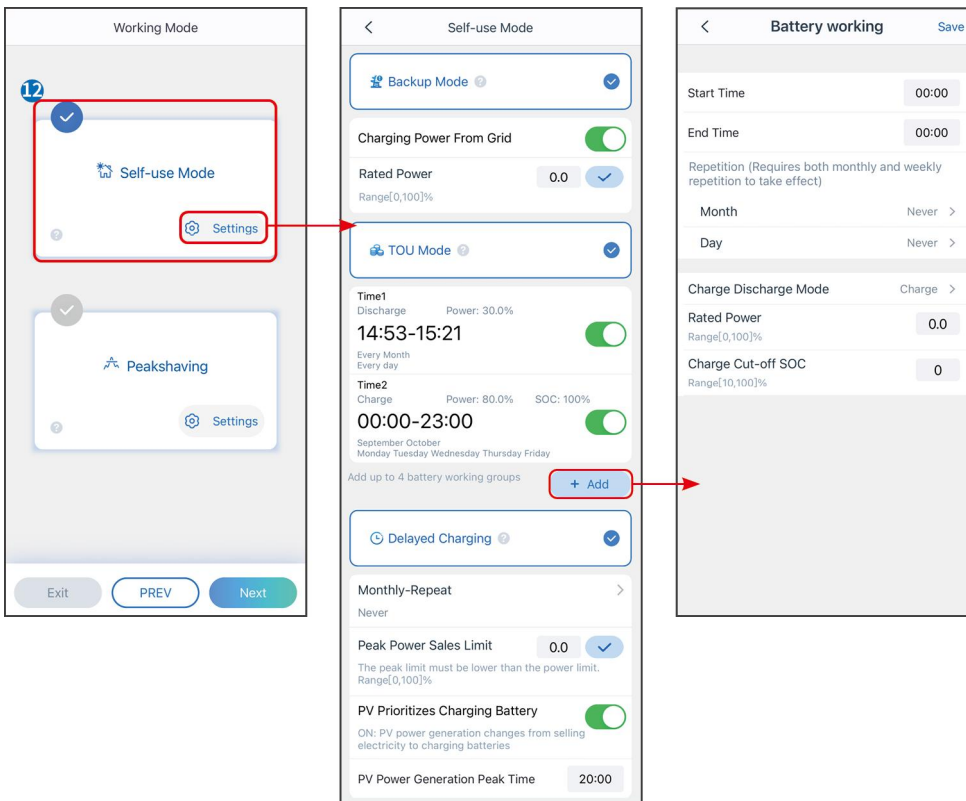 Working Mode
12
Self-use Mode
?
Settings
Peakshaving
?
Settings
Exit
PREV
Next
Self-use Mode
Backup Mode ?
Charging Power From Grid
Rated Power
0.0
Range[0,100]%
TOU Mode ?
Time1
Discharge Power: 30.0%
14:53-15:21
Every Month
Every day
Time2
Charge Power: 80.0% SOC: 100%
00:00-23:00
September October
Monday Tuesday Wednesday Thursday Friday
Add up to 4 battery working groups
+ Add
Delayed Charging ?
Monthly-Repeat
Never
Peak Power Sales Limit
0.0
The peak limit must be lower than the power limit.
Range[0,100]%
PV Prioritizes Charging Battery
ON: PV power generation changes from selling
electricity to charging batteries
PV Power Generation Peak Time 20:00
Battery working Save
Start Time 00:00
End Time 00:00
Repetition (Requires both monthly and weekly
repetition to take effect)
Month Never
Day Never
Charge Discharge Mode Charge
Rated Power
0.0
Range[0,100]%
Charge Cut-off SOC
0
Range[10,100]%